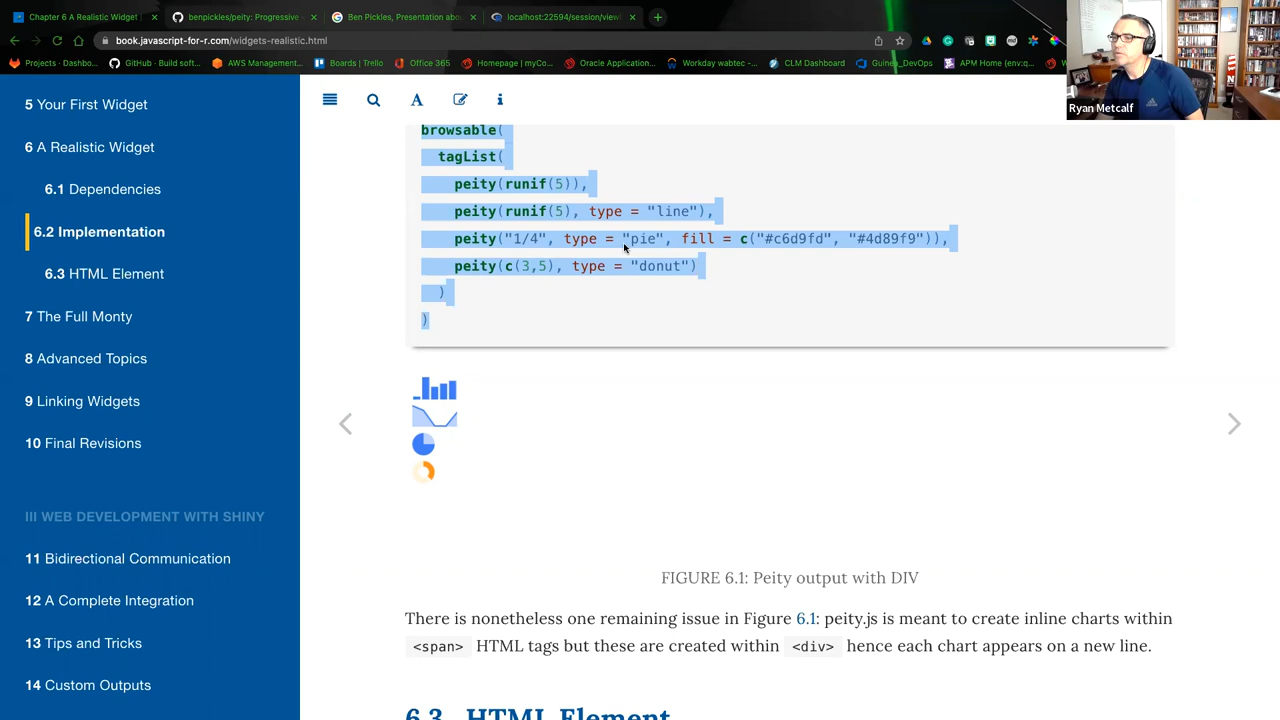 Chapter 6 A Realistic Widget
benpickles/peity: Progressive
Ben Pickles, Presentation abo
localhost:22594/session/view
book.javascript-for-r.com/widgets-realistic.html
Projects - Dashbo...
GitHub - Build soft...
AWS Management...
Boards | Trello
Office 365
Homepage | myCo...
Oracle Application...
Workday wabtec -...
CLM Dashboard
Guinea_DevOps
APM Home (env:q...
Ryan Metcalf
5 Your First Widget
6 A Realistic Widget
6.1 Dependencies
6.2 Implementation
6.3 HTML Element
7 The Full Monty
8 Advanced Topics
9 Linking Widgets
10 Final Revisions
III WEB DEVELOPMENT WITH SHINY
11 Bidirectional Communication
12 A Complete Integration
13 Tips and Tricks
14 Custom Outputs
browsable(
tagList(
peity(runif(5)),
peity(runif(5), type = "line"),
peity("1/4", type = "pie", fill = c("#c6d9fd", "#4d89f9")),
peity(c(3,5), type = "donut")
)
)
FIGURE 6.1: Peity output with DIV
There is nonetheless one remaining issue in Figure 6.1: peity.js is meant to create inline charts within
<span> HTML tags but these are created within <div> hence each chart appears on a new line.
6.3 HTML Element